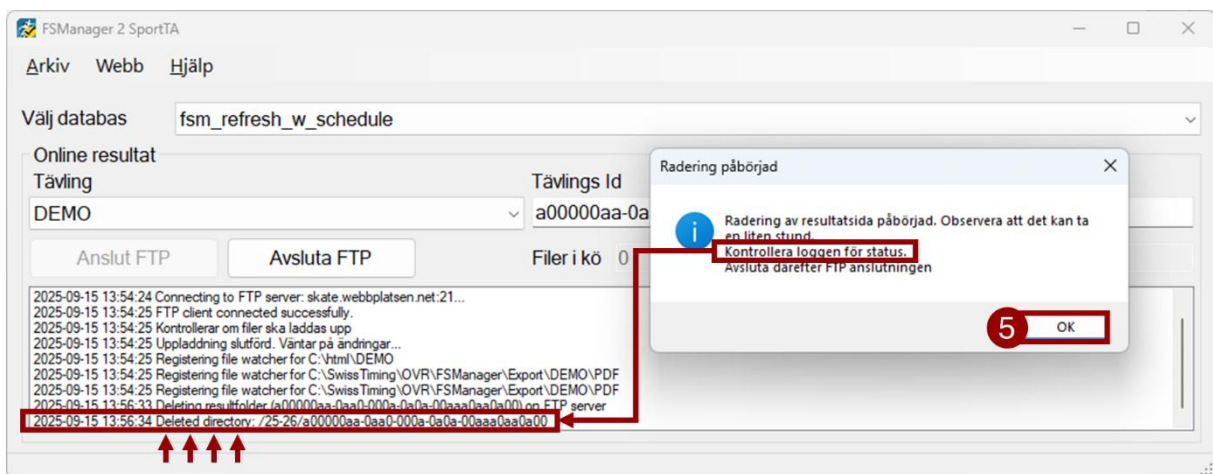 FSManager 2 SportTA
Arkiv Webb Hjälp
Välj databas fsm_refresh_w_schedule
Online resultat
Tävling Tävlings Id
DEMO a00000aa-0a
Anslut FTP Avsluta FTP Filer i kö 0
2025-09-15 13:54:24 Connecting to FTP server: skate.webbplatsen.net:21...
2025-09-15 13:54:25 FTP client connected successfully.
2025-09-15 13:54:25 Kontrollerar om filer ska laddas upp
2025-09-15 13:54:25 Uppladdning slutförd. Väntar på ändringar...
2025-09-15 13:54:25 Registering file watcher for C:\html\DEMO
2025-09-15 13:54:25 Registering file watcher for C:\SwissTiming\OVR\FSManager\Export\DEMO\PDF
2025-09-15 13:54:25 Registering file watcher for C:\SwissTiming\OVR\FSManager\Export\DEMO\PDF
2025-09-15 13:56:33 Deleting resultfolder (a00000aa-0aa0-000a-0a0a-00aaa0aa0a00) on FTP server
2025-09-15 13:56:34 Deleted directory: /25-26/a00000aa-0aa0-000a-0a0a-00aaa0aa0a00
Radering påbörjad
Radering av resultatsida påbörjad. Observera att det kan ta
en liten stund.
Kontrollera loggen för status.
Avsluta därefter FTP anslutningen
5 OK